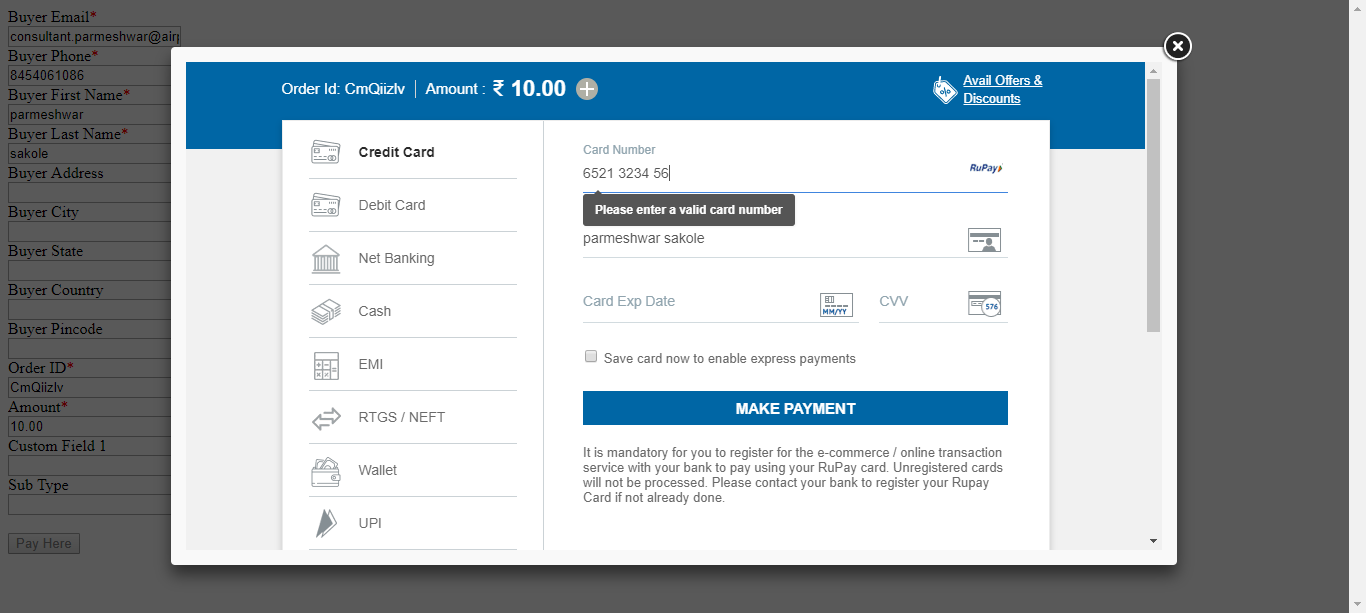 Buyer Email*
consultant.parmeshwar@air
Buyer Phone*
8454061086
Buyer First Name*
parmeshwar
Buyer Last Name*
sakole
Buyer Address
Buyer City
Buyer State
Buyer Country
Buyer Pincode
Order ID*
CmQiizlv
Amount*
10.00
Custom Field 1
Sub Type
Pay Here
Order Id: CmQiizlv
Amount : ₹ 10.00
Avail Offers &
Discounts
Credit Card
Debit Card
Net Banking
Cash
EMI
RTGS / NEFT
Wallet
UPI
Card Number
6521 3234 56
RuPay
Please enter a valid card number
parmeshwar sakole
Card Exp Date
MM/YY
CVV
576
Save card now to enable express payments
MAKE PAYMENT
It is mandatory for you to register for the e-commerce / online transaction
service with your bank to pay using your RuPay card. Unregistered cards
will not be processed. Please contact your bank to register your Rupay
Card if not already done.